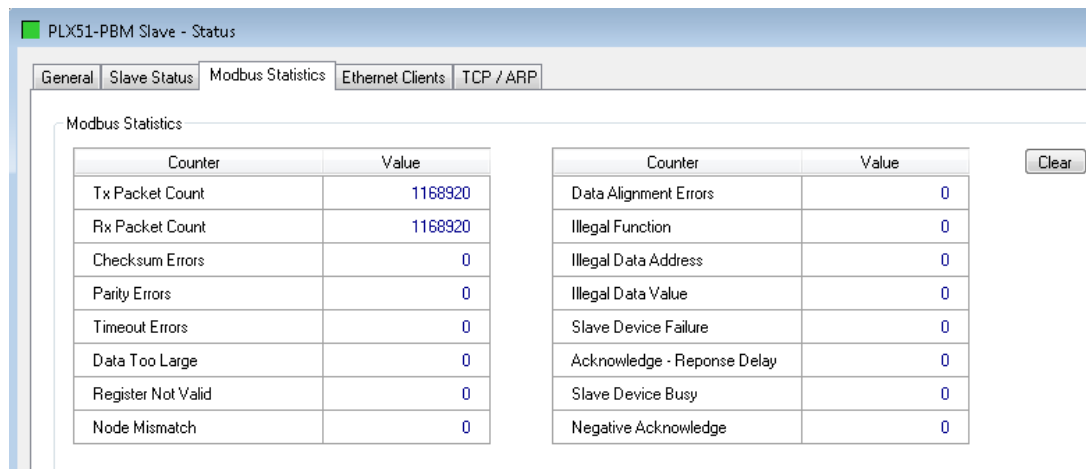 PLX51-PBM Slave - Status
General Slave Status Modbus Statistics Ethernet Clients TCP / ARP
Modbus Statistics
Counter Value Counter Value Clear
Tx Packet Count 1168920 Data Alignment Errors 0
Rx Packet Count 1168920 Illegal Function 0
Checksum Errors 0 Illegal Data Address 0
Parity Errors 0 Illegal Data Value 0
Timeout Errors 0 Slave Device Failure 0
Data Too Large 0 Acknowledge - Reponse Delay 0
Register Not Valid 0 Slave Device Busy 0
Node Mismatch 0 Negative Acknowledge 0